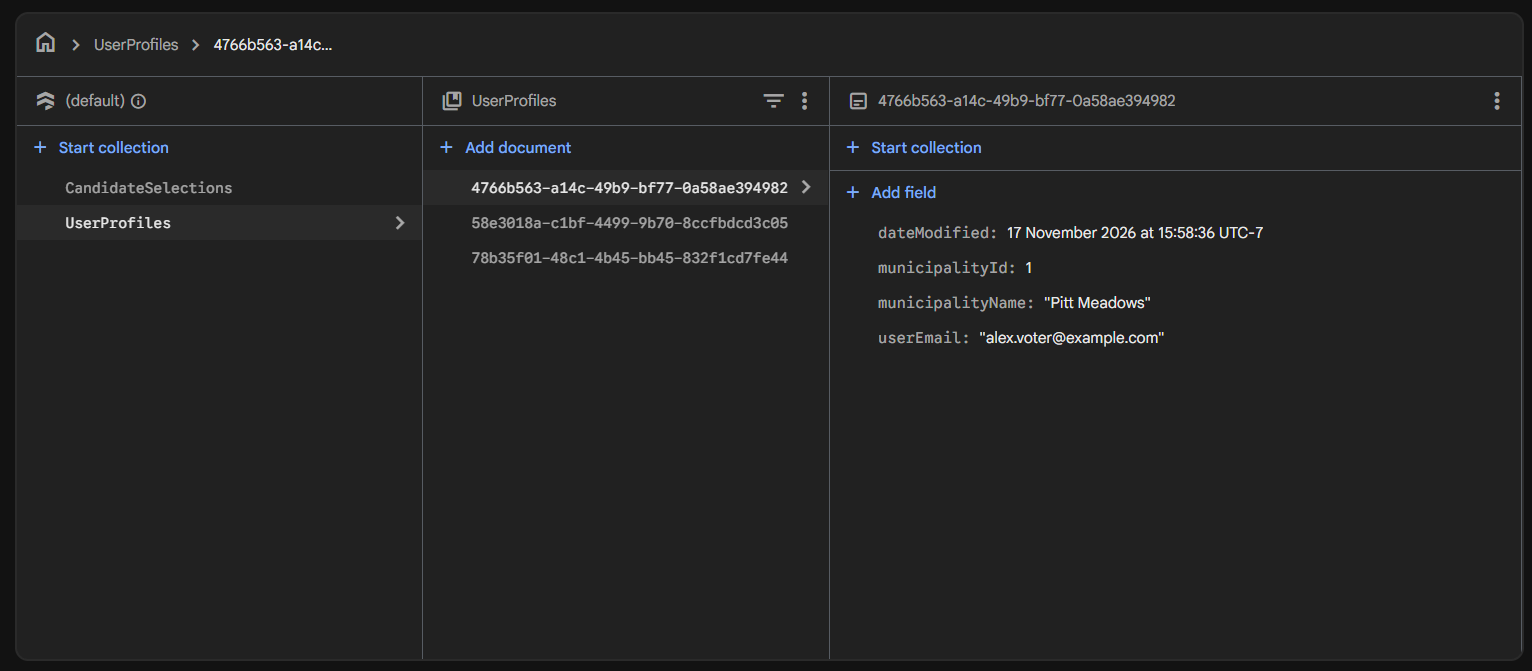 UserProfiles
4766b563-a14c...
(default)
Start collection
CandidateSelections
UserProfiles
UserProfiles
Add document
4766b563-a14c-49b9-bf77-0a58ae394982
58e3018a-c1bf-4499-9b70-8ccfbdcd3c05
78b35f01-48c1-4b45-bb45-832f1cd7fe44
4766b563-a14c-49b9-bf77-0a58ae394982
Start collection
Add field
dateModified: 17 November 2026 at 15:58:36 UTC-7
municipalityId: 1
municipalityName: "Pitt Meadows"
userEmail: "alex.voter@example.com"